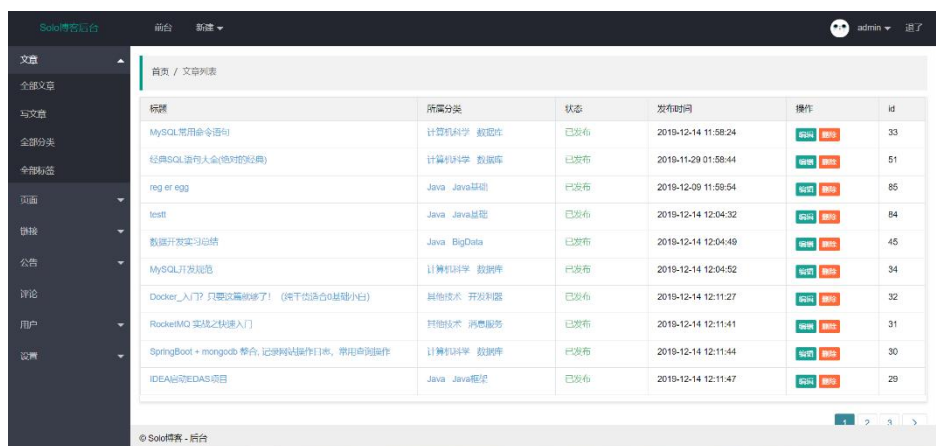 Solo博客后台 前台 新建 admin 退了
文章
全部文章
写文章
全部分类
全部标签
页面
链接
公告
评论
用户
设置
首页 / 文章列表
标题 所属分类 状态 发布时间 操作 id
MySQL常用命令语句 计算机科学 数据库 已发布 2019-12-14 11:58:24 编辑 删除 33
经典SQL语句大全(绝对的经典) 计算机科学 数据库 已发布 2019-11-29 01:58:44 编辑 删除 51
reg er egg Java Java基础 已发布 2019-12-09 11:59:54 编辑 删除 85
testt Java Java基础 已发布 2019-12-14 12:04:32 编辑 删除 84
数据开发实习总结 Java BigData 已发布 2019-12-14 12:04:49 编辑 删除 45
MySQL开发规范 计算机科学 数据库 已发布 2019-12-14 12:04:52 编辑 删除 34
Docker_入门？只要这篇就够了！（纯干货适合0基础小白） 其他技术 开发利器 已发布 2019-12-14 12:11:27 编辑 删除 32
RocketMQ 实战之快速入门 其他技术 消息服务 已发布 2019-12-14 12:11:41 编辑 删除 31
SpringBoot + mongodb 整合, 记录网站操作日志，常用查询操作 计算机科学 数据库 已发布 2019-12-14 12:11:44 编辑 删除 30
IDEA启动EDAS项目 Java Java框架 已发布 2019-12-14 12:11:47 编辑 删除 29
1 2 3 >
© Solo博客 - 后台